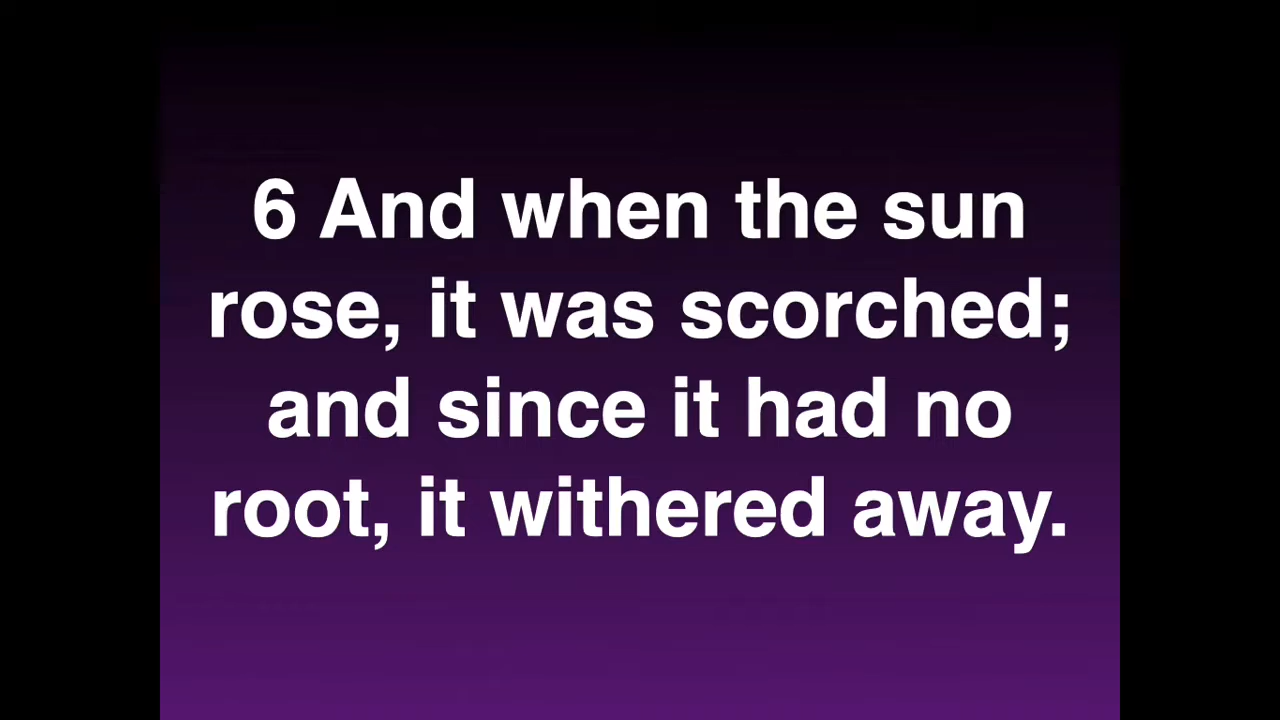 6 And when the sun
rose, it was scorched;
and since it had no
root, it withered away.